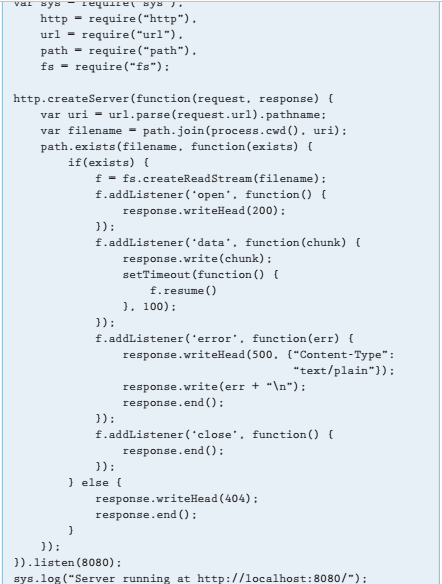 var sys = require("sys"),
    http = require("http"),
    url = require("url"),
    path = require("path"),
    fs = require("fs");

http.createServer(function(request, response) {
    var uri = url.parse(request.url).pathname;
    var filename = path.join(process.cwd(), uri);
    path.exists(filename, function(exists) {
        if(exists) {
            f = fs.createReadStream(filename);
            f.addListener('open', function() {
                response.writeHead(200);
            });
            f.addListener('data', function(chunk) {
                response.write(chunk);
                setTimeout(function() {
                    f.resume()
                }, 100);
            });
            f.addListener('error', function(err) {
                response.writeHead(500, {"Content-Type":
                                         "text/plain"});
                response.write(err + "\n");
                response.end();
            });
            f.addListener('close', function() {
                response.end();
            });
        } else {
            response.writeHead(404);
            response.end();
        }
    });
}).listen(8080);
sys.log("Server running at http://localhost:8080/");